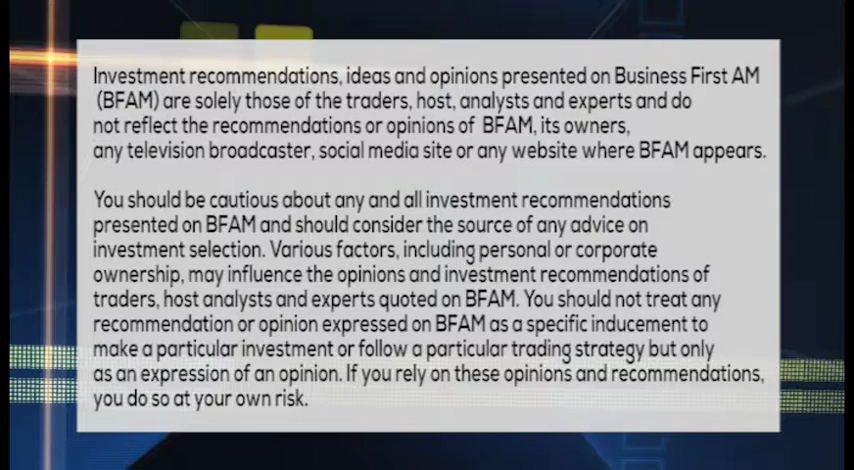 Investment recommendations, ideas and opinions presented on Business First AM
(BFAM) are solely those of the traders, host, analysts and experts and do
not reflect the recommendations or opinions of BFAM, its owners,
any television broadcaster, social media site or any website where BFAM appears.
You should be cautious about any and all investment recommendations
presented on BFAM and should consider the source of any advice on
investment selection. Various factors, including personal or corporate
ownership, may influence the opinions and investment recommendations of
traders, host analysts and experts quoted on BFAM. You should not treat any
recommendation or opinion expressed on BFAM as a specific inducement to
make a particular investment or follow a particular trading strategy but only
as an expression of an opinion. If you rely on these opinions and recommendations,
you do so at your own risk.